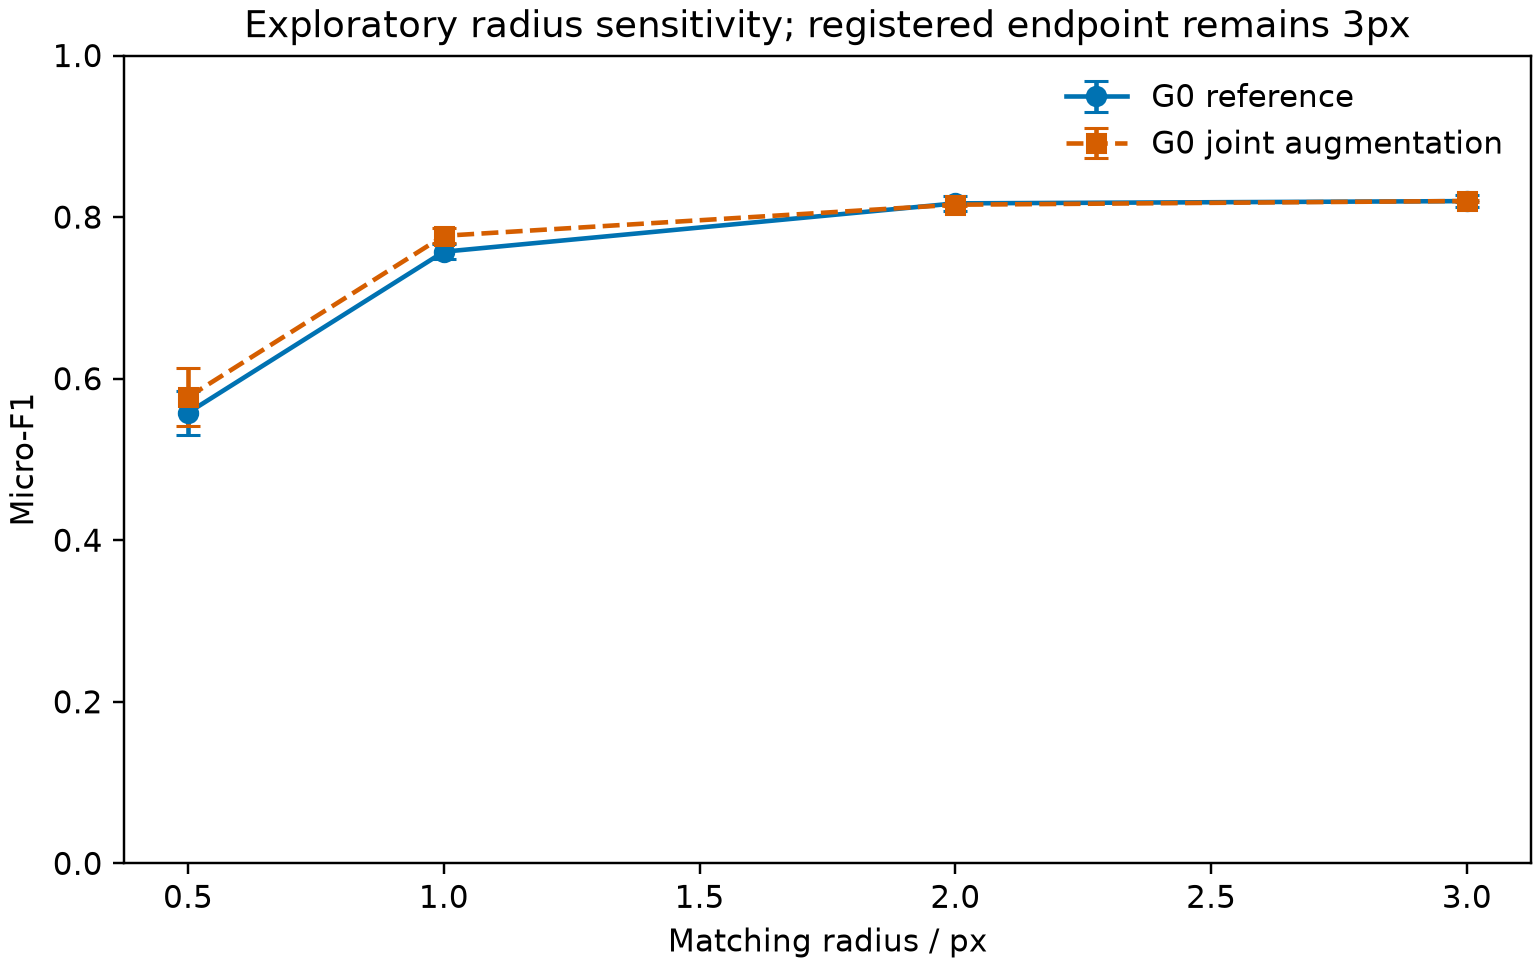 Exploratory radius sensitivity; registered endpoint remains 3px
1.0
0.8
0.6
0.4
0.2
0.0
Micro-F1
G0 reference
G0 joint augmentation
0.5 1.0 1.5 2.0 2.5 3.0
Matching radius / px